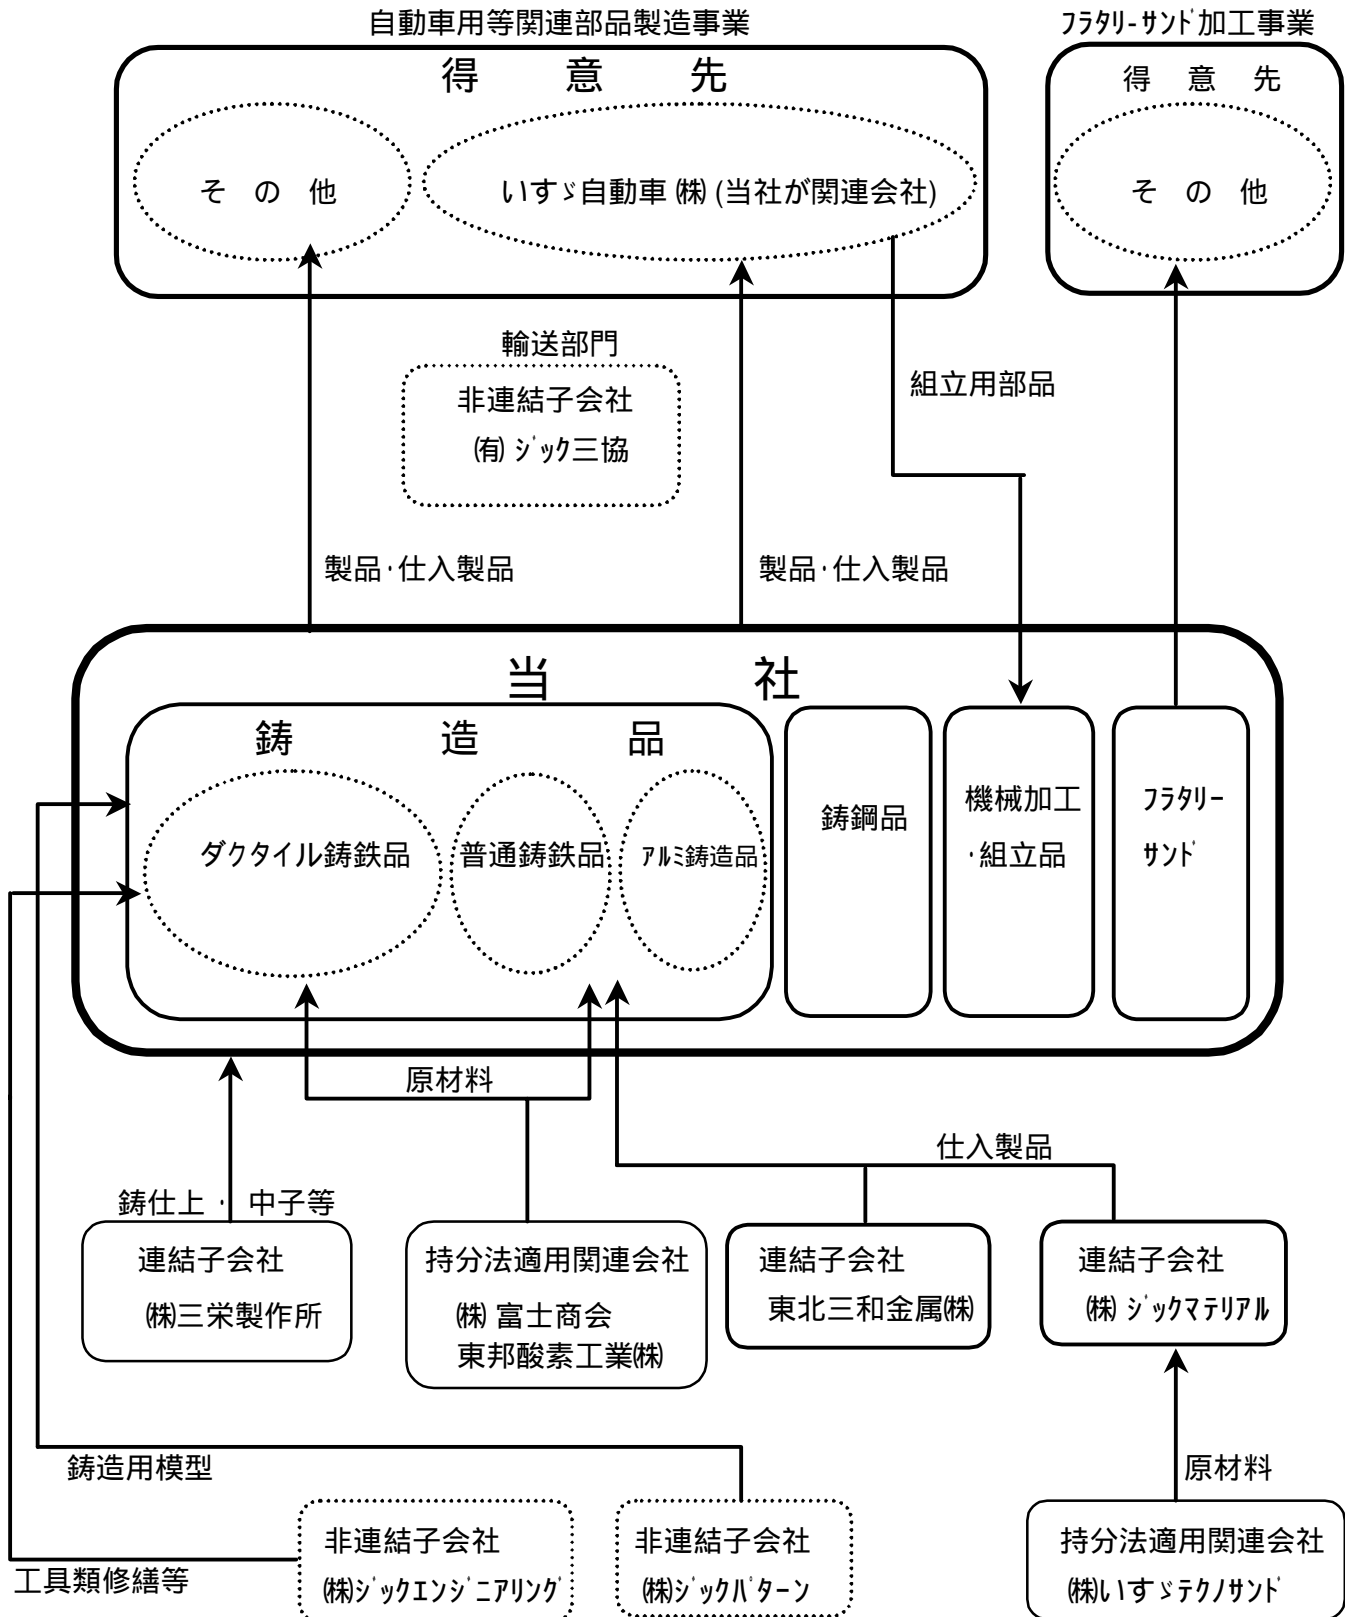 自動車用等関連部品製造事業
フラタリーサンド加工事業
得 意 先
得 意 先
そ の 他
いすゞ自動車㈱(当社が関連会社)
そ の 他
輸送部門
非連結子会社
㈲ジック三協
組立用部品
製品・仕入製品
製品・仕入製品
当 社
鋳 造 品
ダクタイル鋳鉄品
普通鋳鉄品
アルミ鋳造品
鋳鋼品
機械加工
・組立品
フラタリー
サンド
原材料
仕入製品
鋳仕上・中子等
連結子会社
㈱三栄製作所
持分法適用関連会社
㈱富士商会
東邦酸素工業㈱
連結子会社
東北三和金属㈱
連結子会社
㈱ジックマテリアル
鋳造用模型
原材料
工具類修繕等
非連結子会社
㈱ジックエンジニアリング
非連結子会社
㈱ジックパターン
持分法適用関連会社
㈱いすゞテクノサンド